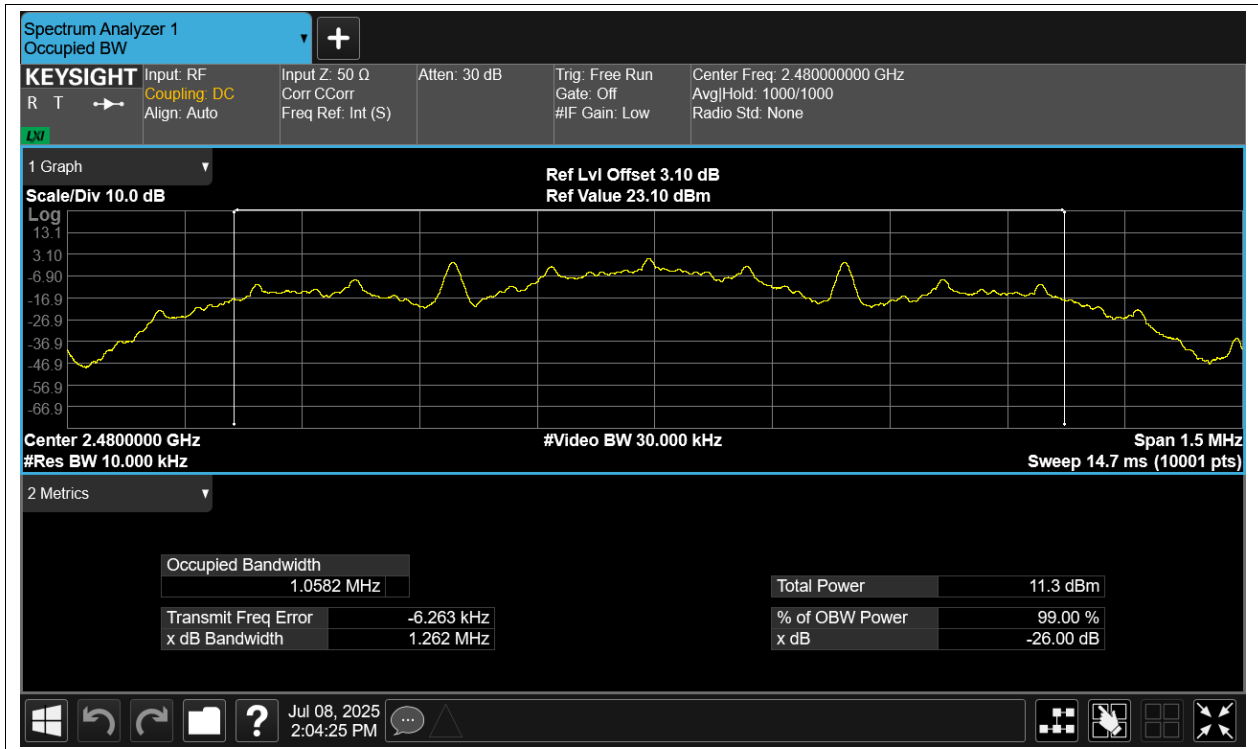 Spectrum Analyzer 1
Occupied BW
KEYSIGHT Input: RF Input Z: 50 Ω Atten: 30 dB Trig: Free Run Center Freq: 2.480000000 GHz
R T Coupling: DC Corr CCorr Gate: Off Avg|Hold: 1000/1000
Align: Auto Freq Ref: Int (S) #IF Gain: Low Radio Std: None
LXI
1 Graph
Ref Lvl Offset 3.10 dB
Scale/Div 10.0 dB Ref Value 23.10 dBm
Log
13.1
3.10
-6.90
-16.9
-26.9
-36.9
-46.9
-56.9
-66.9
Center 2.4800000 GHz #Video BW 30.000 kHz Span 1.5 MHz
#Res BW 10.000 kHz Sweep 14.7 ms (10001 pts)
2 Metrics
Occupied Bandwidth
1.0582 MHz Total Power 11.3 dBm
Transmit Freq Error -6.263 kHz % of OBW Power 99.00 %
x dB Bandwidth 1.262 MHz x dB -26.00 dB
? Jul 08, 2025
2:04:25 PM